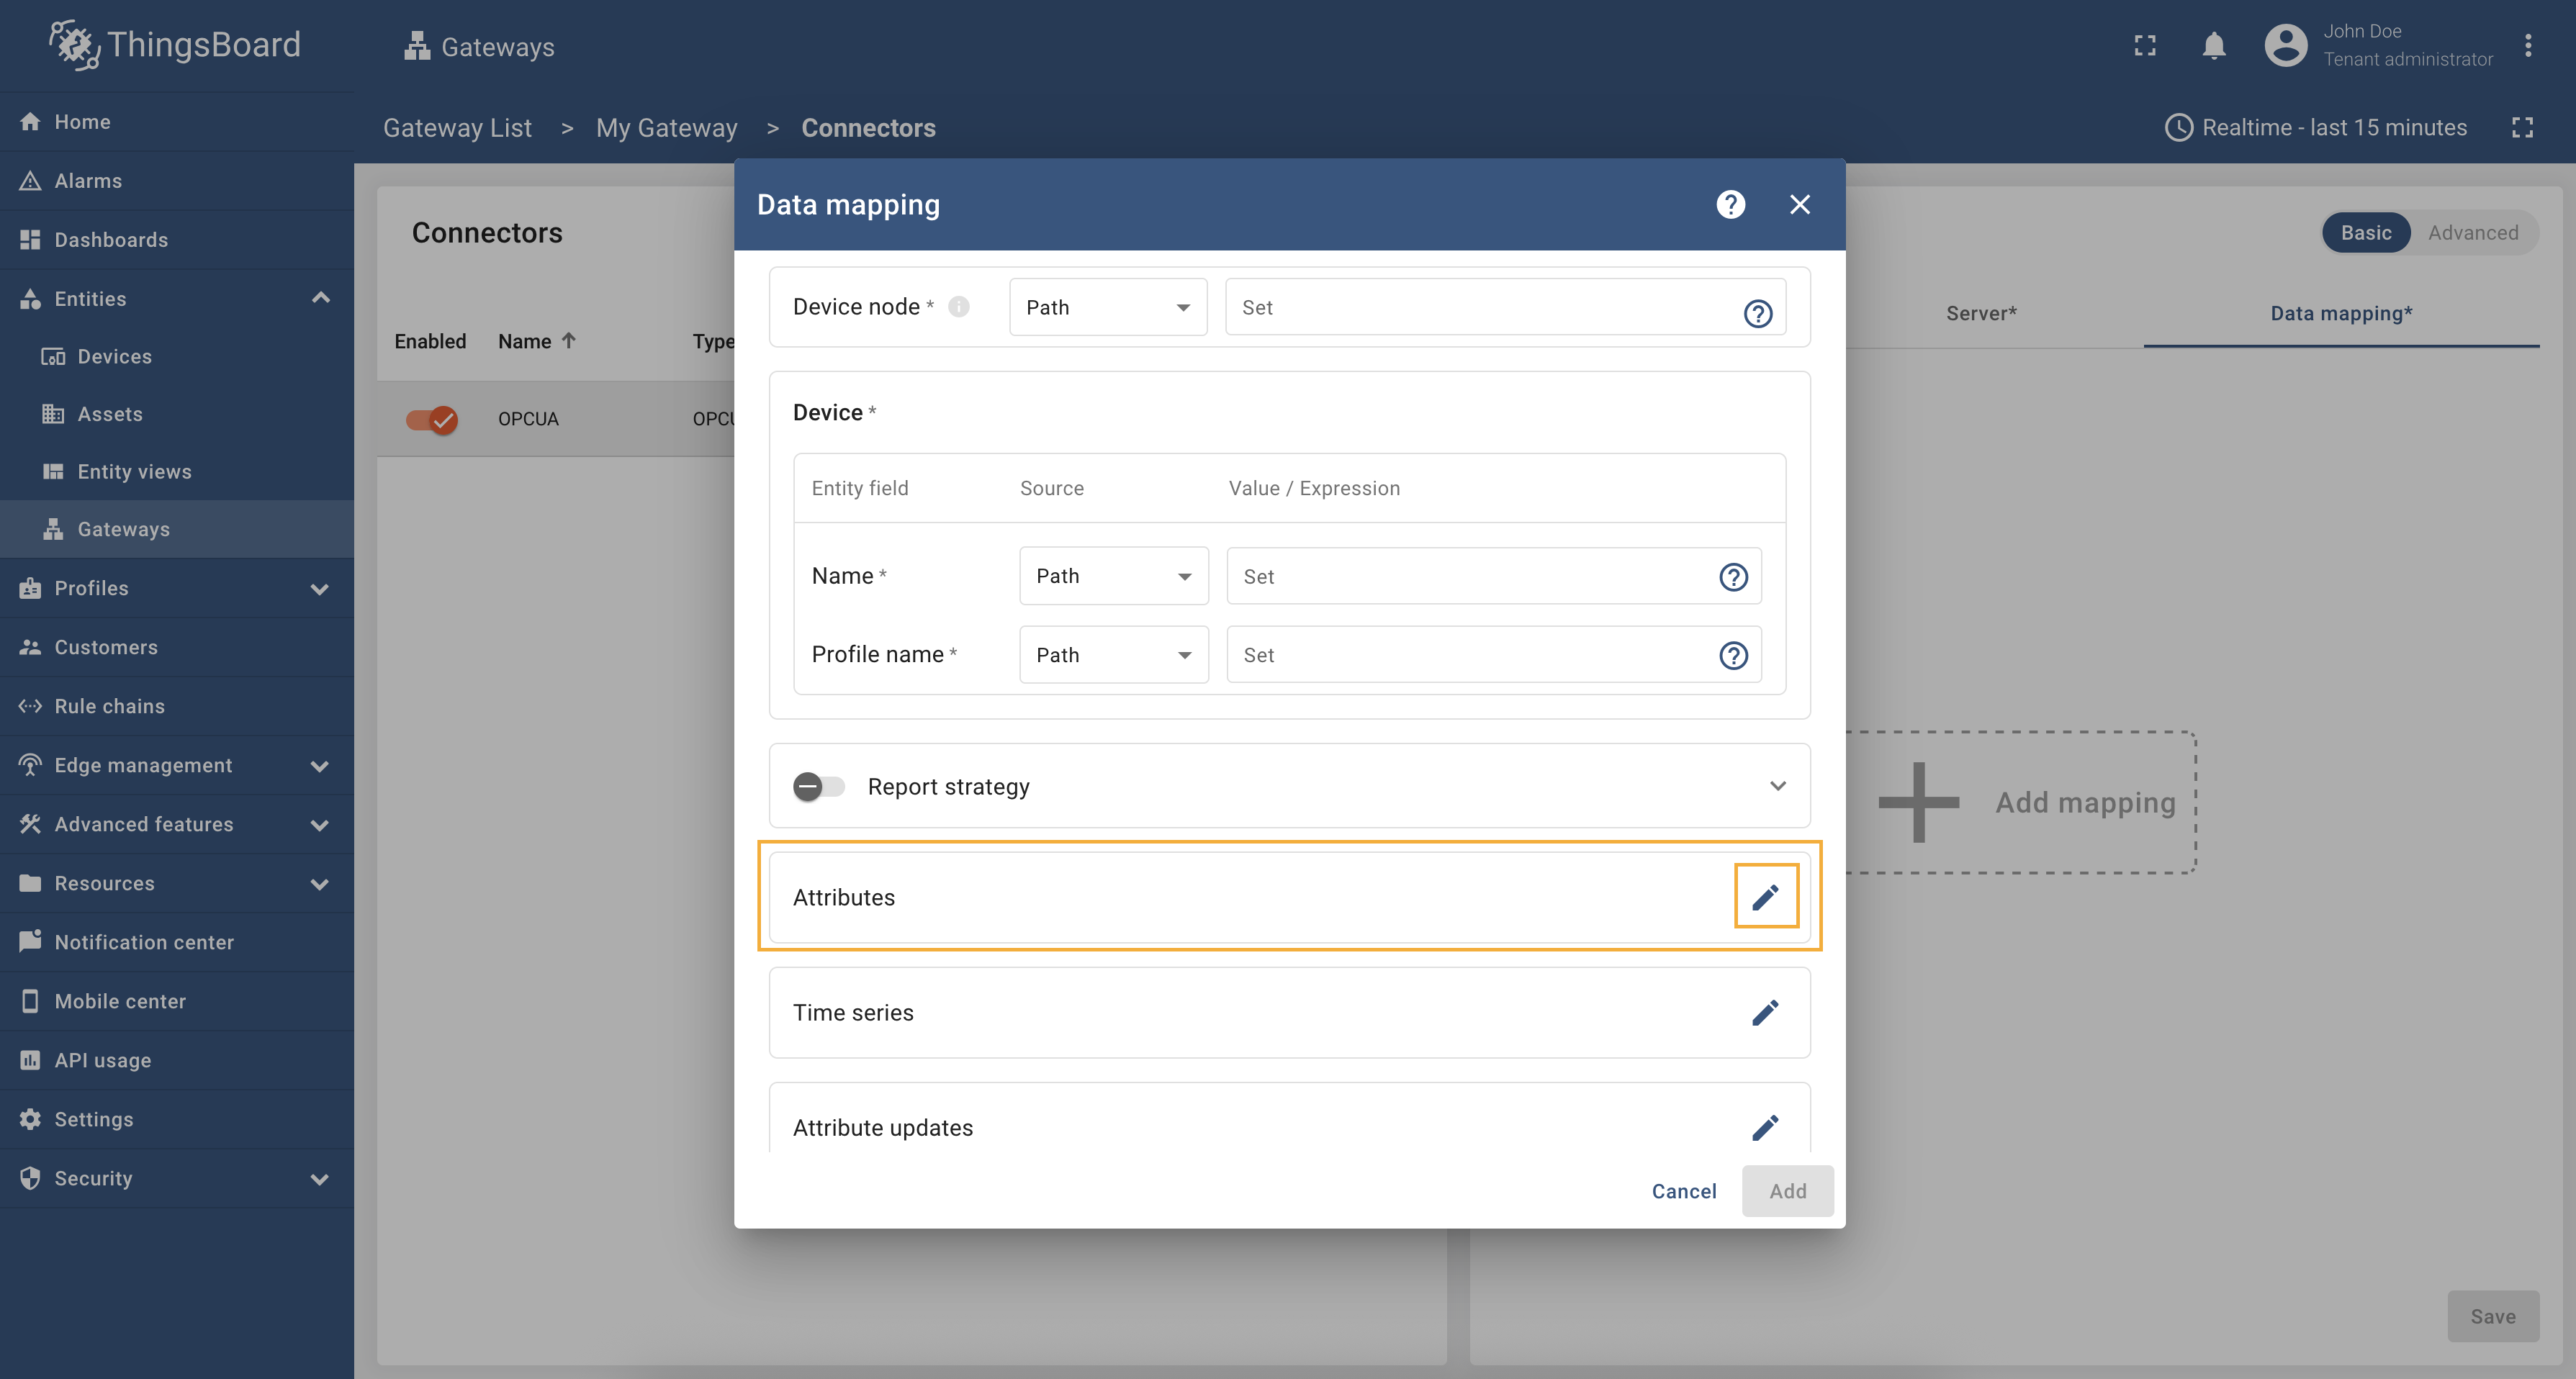 ThingsBoard
Gateways
John Doe
Tenant administrator
Home
Alarms
Dashboards
Entities
Devices
Assets
Entity views
Gateways
Profiles
Customers
Rule chains
Edge management
Advanced features
Resources
Notification center
Mobile center
API usage
Settings
Security
Gateway List > My Gateway > Connectors
Realtime - last 15 minutes
Connectors
Enabled Name Type
OPCUA OPCU
Basic Advanced
Server* Data mapping*
Add mapping
Save
Data mapping
Device node * Path Set
Device *
Entity field Source Value / Expression
Name * Path Set
Profile name * Path Set
Report strategy
Attributes
Time series
Attribute updates
Cancel Add